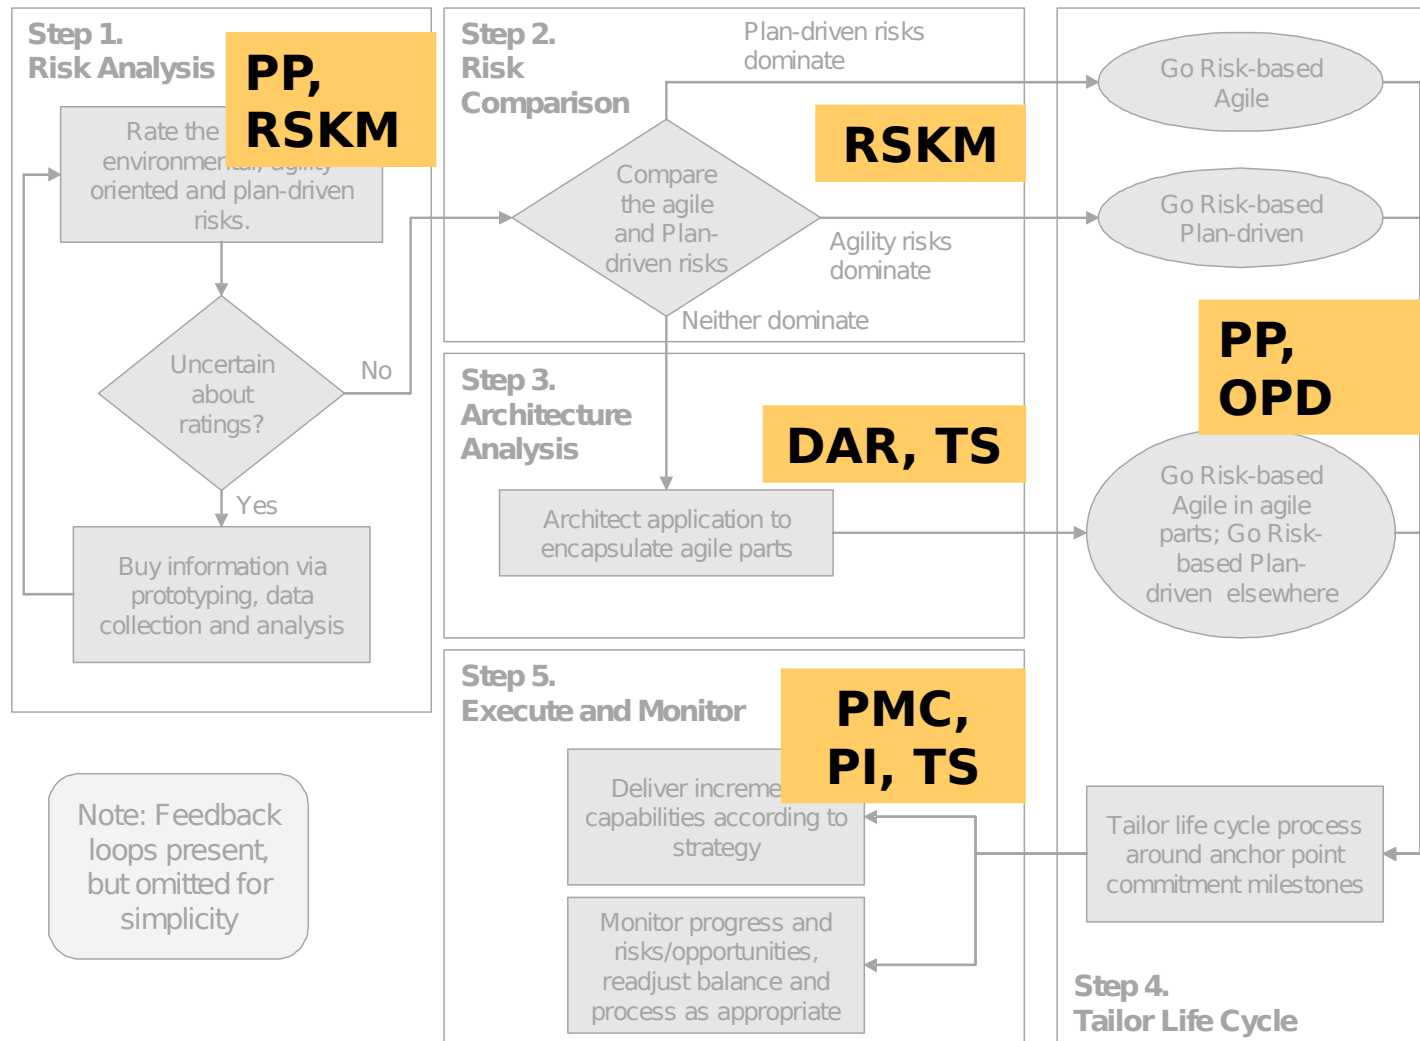 Step 1.
Risk Analysis
PP,
RSKM
Rate the
environmental, agility
oriented and plan-driven
risks.
Uncertain
about
ratings?
No
Yes
Buy information via
prototyping, data
collection and analysis
Note: Feedback
loops present,
but omitted for
simplicity
Step 2.
Risk
Comparison
Plan-driven risks
dominate
RSKM
Compare
the agile
and Plan-
driven risks
Agility risks
dominate
Neither dominate
Step 3.
Architecture
Analysis
DAR, TS
Architect application to
encapsulate agile parts
Go Risk-based
Agile
Go Risk-based
Plan-driven
PP,
OPD
Go Risk-based
Agile in agile
parts; Go Risk-
based Plan-
driven elsewhere
Tailor life cycle process
around anchor point
commitment milestones
Step 4.
Tailor Life Cycle
Step 5.
Execute and Monitor
PMC,
PI, TS
Deliver
capabilities according to
strategy
Monitor progress and
risks/opportunities,
readjust balance and
process as appropriate